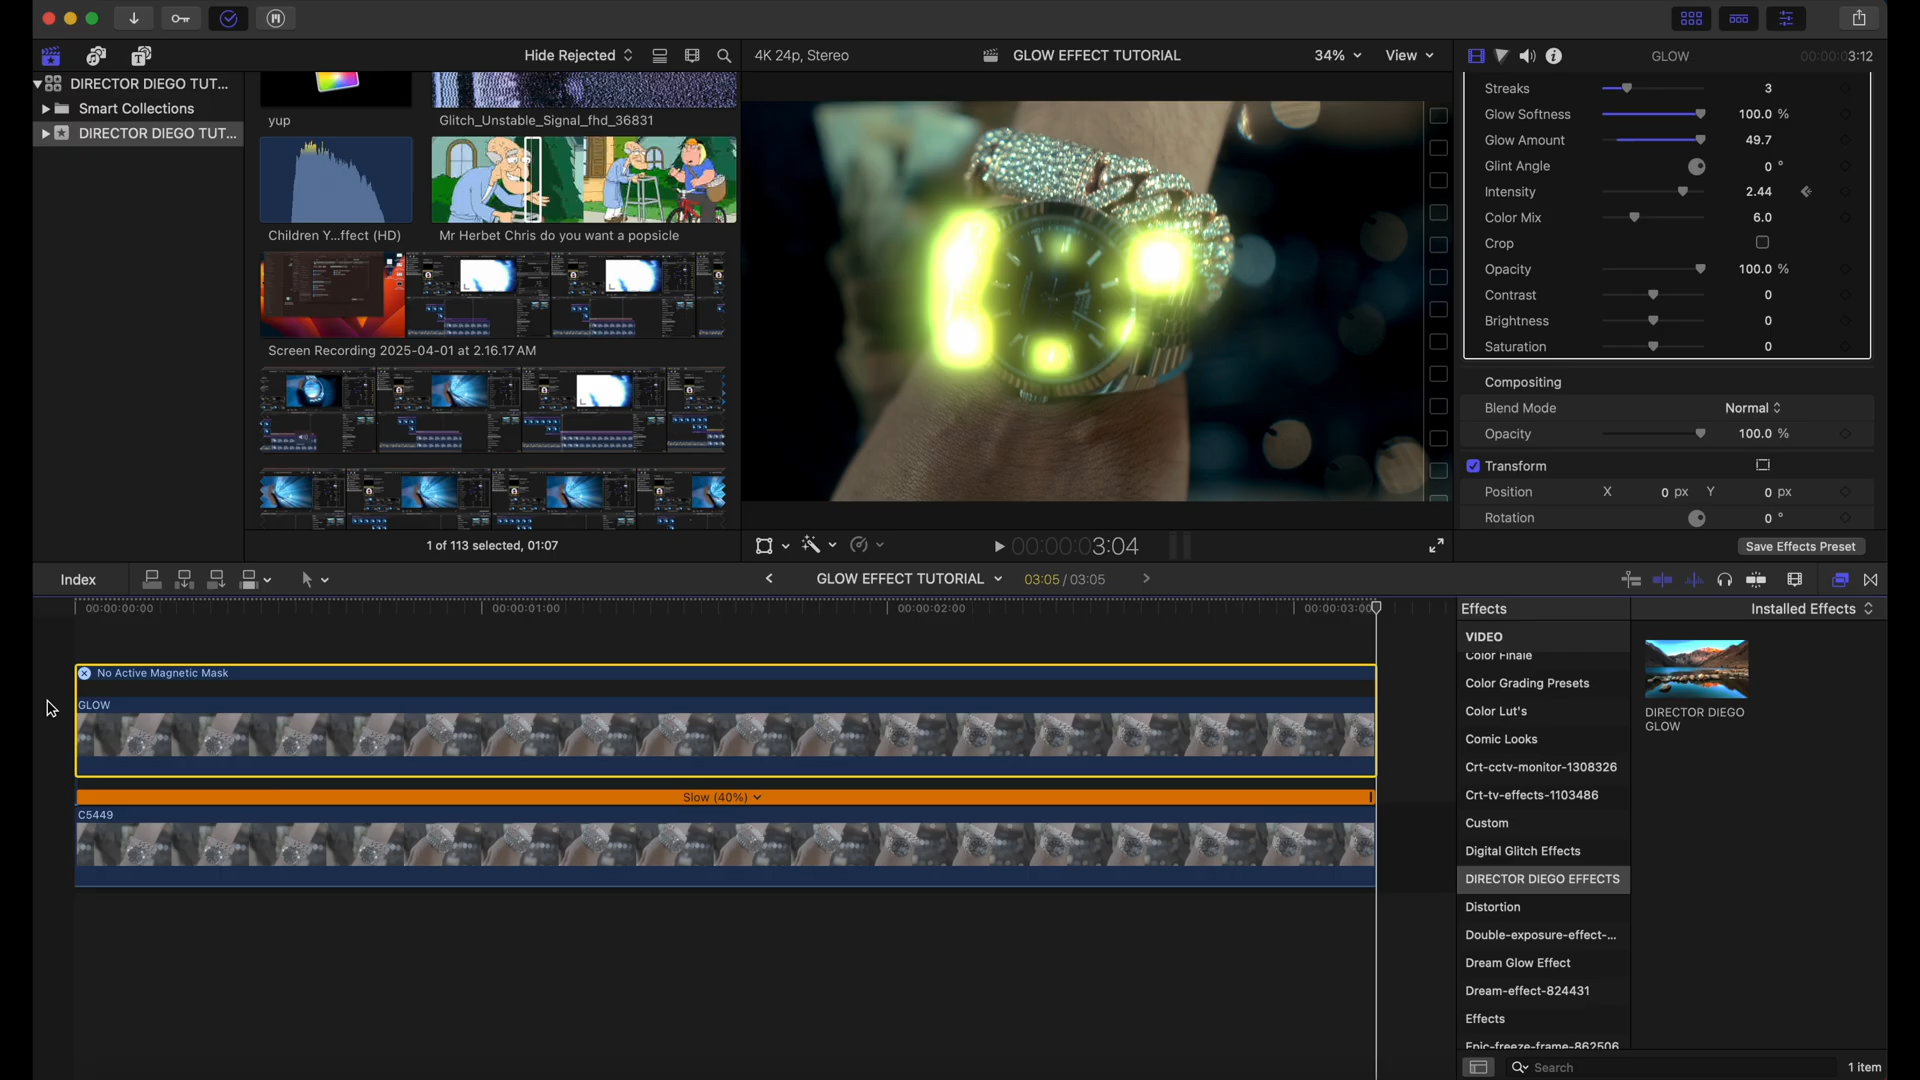 Hide Rejected
4K 24p, Stereo
GLOW EFFECT TUTORIAL
34%
View
GLOW
00:00:03:12
DIRECTOR DIEGO TUT...
Smart Collections
DIRECTOR DIEGO TUT...
yup
Glitch_Unstable_Signal_fhd_36831
Children Y...ffect (HD)
Mr Herbet Chris do you want a popsicle
Screen Recording 2025-04-01 at 2.16.17 AM
1 of 113 selected, 01:07
00:00:00:03:04
Streaks
3
Glow Softness
100.0 %
Glow Amount
49.7
Glint Angle
0 °
Intensity
2.44
Color Mix
6.0
Crop
Opacity
100.0 %
Contrast
0
Brightness
0
Saturation
0
Compositing
Blend Mode
Normal
Opacity
100.0 %
Transform
Position
X
0 px
Y
0 px
Rotation
0 °
Save Effects Preset
Index
GLOW EFFECT TUTORIAL
03:05 / 03:05
00:00:00:00
00:00:01:00
00:00:02:00
00:00:03:00
No Active Magnetic Mask
GLOW
Slow (40%)
C5449
Effects
Installed Effects
VIDEO
Color Finale
Color Grading Presets
Color Lut's
Comic Looks
Crt-cctv-monitor-1308326
Crt-tv-effects-1103486
Custom
Digital Glitch Effects
DIRECTOR DIEGO EFFECTS
Distortion
Double-exposure-effect-...
Dream Glow Effect
Dream-effect-824431
Effects
Epic-freeze-frame-862506
DIRECTOR DIEGO
GLOW
Search
1 item